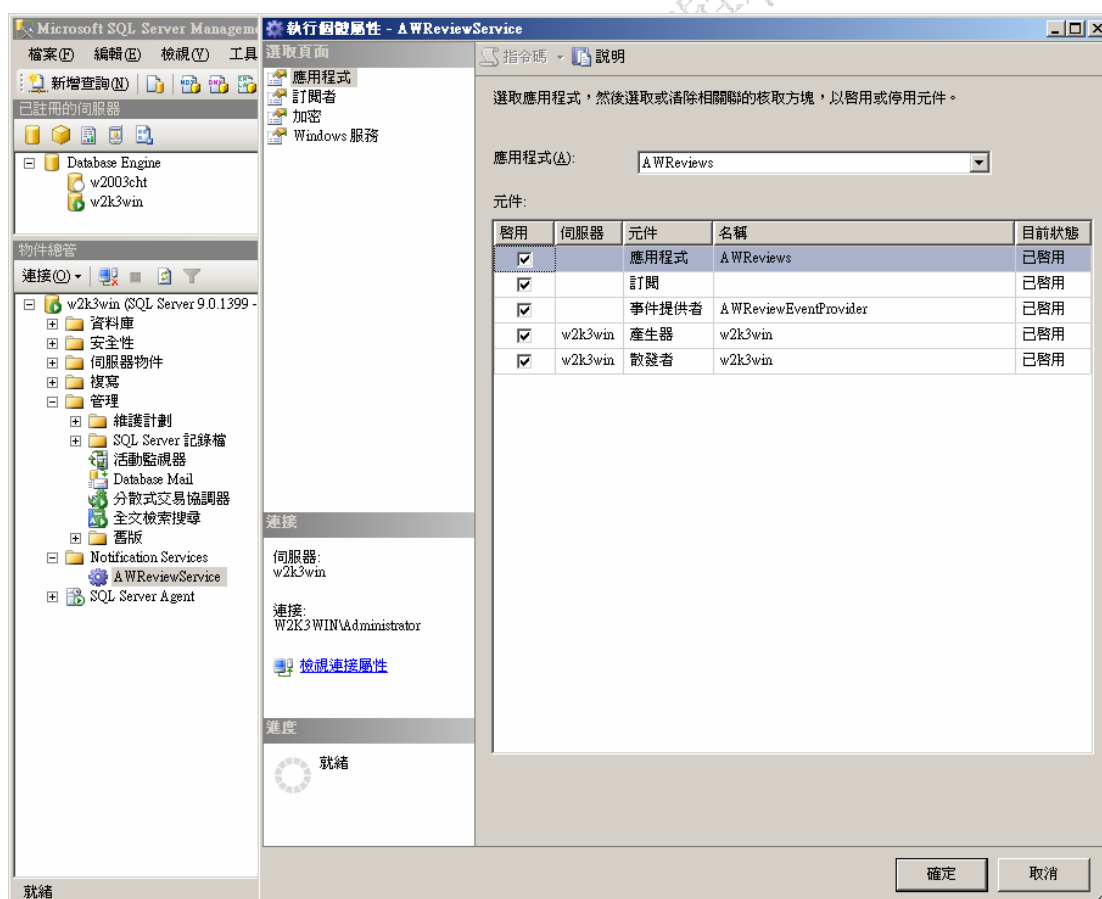 Microsoft SQL Server Managem
檔案(F) 編輯(E) 檢視(V) 工具
新增查詢(N)
已註冊的伺服器
Database Engine
w2003cht
w2k3win
物件總管
連接(O)
w2k3win (SQL Server 9.0.1399 -
資料庫
安全性
伺服器物件
複寫
管理
維護計劃
SQL Server 記錄檔
活動監視器
Database Mail
分散式交易協調器
全文檢索搜尋
舊版
Notification Services
AWReviewService
SQL Server Agent
就緒
執行個體屬性 - AWReviewService
選取頁面
應用程式
訂閱者
加密
Windows 服務
連接
伺服器:
w2k3win
連接:
W2K3WIN\Administrator
檢視連接屬性
進度
就緒
指令碼 說明
選取應用程式，然後選取或清除相關聯的核取方塊，以啟用或停用元件。
應用程式(A): AWReviews
元件:
啟用 伺服器 元件 名稱 目前狀態
應用程式 AWReviews 已啟用
訂閱 已啟用
事件提供者 AWReviewEventProvider 已啟用
w2k3win 產生器 w2k3win 已啟用
w2k3win 散發者 w2k3win 已啟用
確定 取消